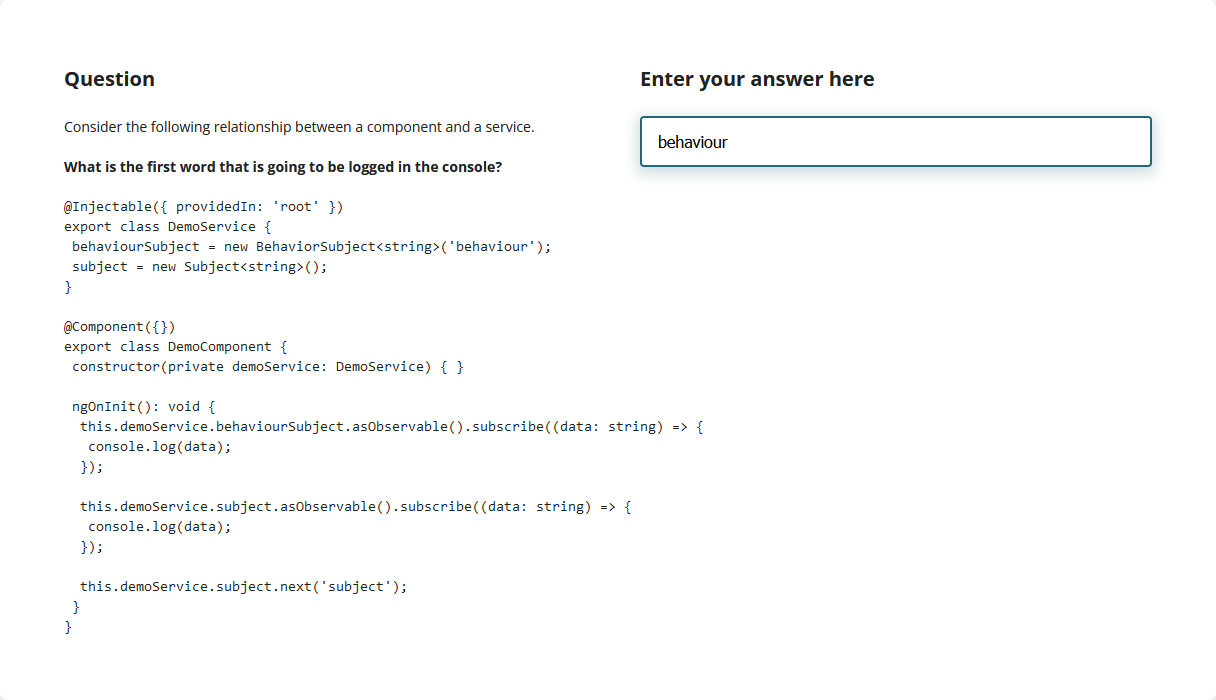 Question
Consider the following relationship between a component and a service.
What is the first word that is going to be logged in the console?
@Injectable({ providedIn: 'root' })
export class DemoService {
 behaviourSubject = new BehaviorSubject<string>('behaviour');
 subject = new Subject<string>();
}

@Component({})
export class DemoComponent {
 constructor(private demoService: DemoService) { }

 ngOnInit(): void {
  this.demoService.behaviourSubject.asObservable().subscribe((data: string) => {
   console.log(data);
  });

  this.demoService.subject.asObservable().subscribe((data: string) => {
   console.log(data);
  });

  this.demoService.subject.next('subject');
 }
}
Enter your answer here
behaviour